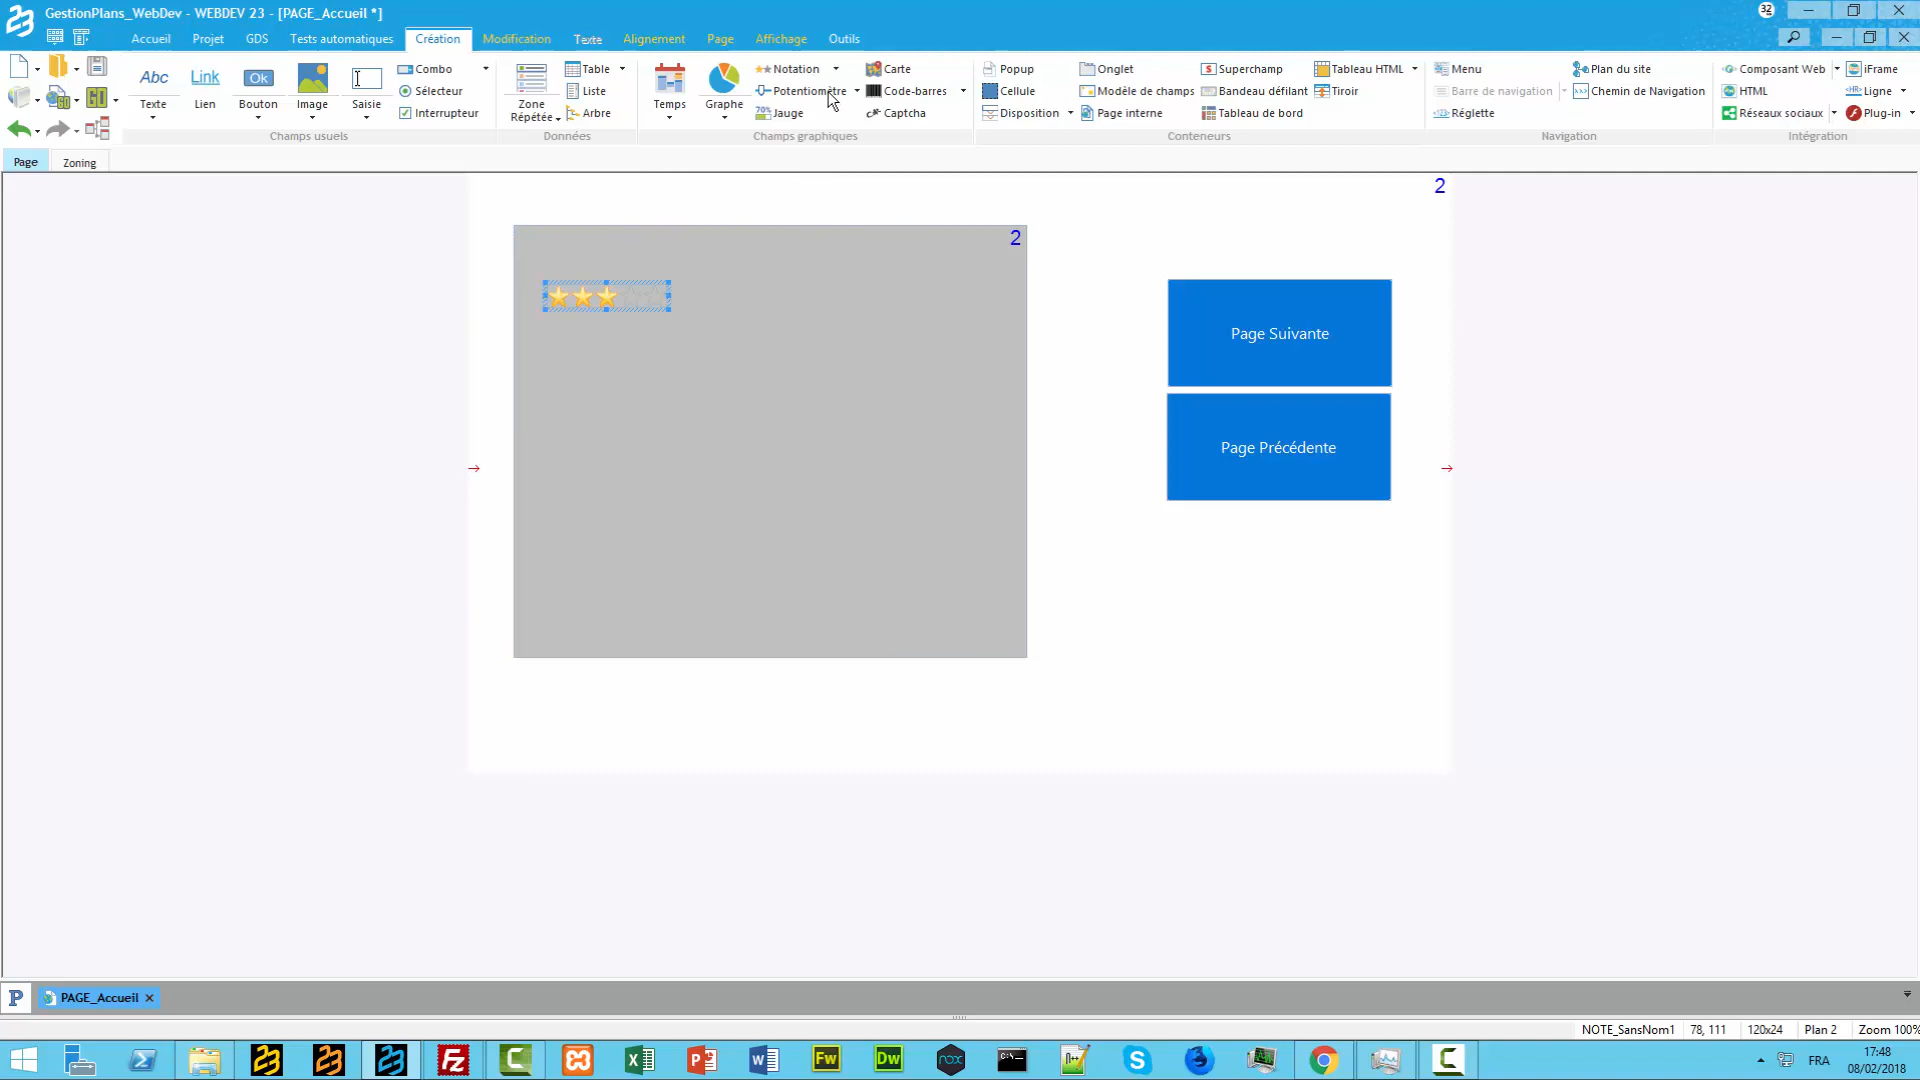 GestionPlans_WebDev - WEBDEV 23 - [PAGE_Accueil *]
32
Accueil Projet GDS Tests automatiques Création Modification Texte Alignement Page Affichage Outils
Abc Texte
Link Lien
Ok Bouton
Image
Saisie
Combo
Sélecteur
Interrupteur
Champs usuels
Zone Répétée
Table
Liste
Arbre
Données
Temps
Graphe
Notation
Potentiomètre
Jauge
Carte
Code-barres
Captcha
Champs graphiques
Popup
Cellule
Disposition
Onglet
Modèle de champs
Page interne
Superchamp
Bandeau défilant
Tableau de bord
Tableau HTML
Tiroir
Conteneurs
Menu
Barre de navigation
Réglette
Plan du site
Chemin de Navigation
Navigation
Composant Web
HTML
Réseaux sociaux
iFrame
Ligne
Plug-in
Intégration
Page Zoning
2
2
Page Suivante
Page Précédente
P PAGE_Accueil
NOTE_SansNom1 78, 111 120x24 Plan 2 Zoom 100%
FRA
17:48
08/02/2018